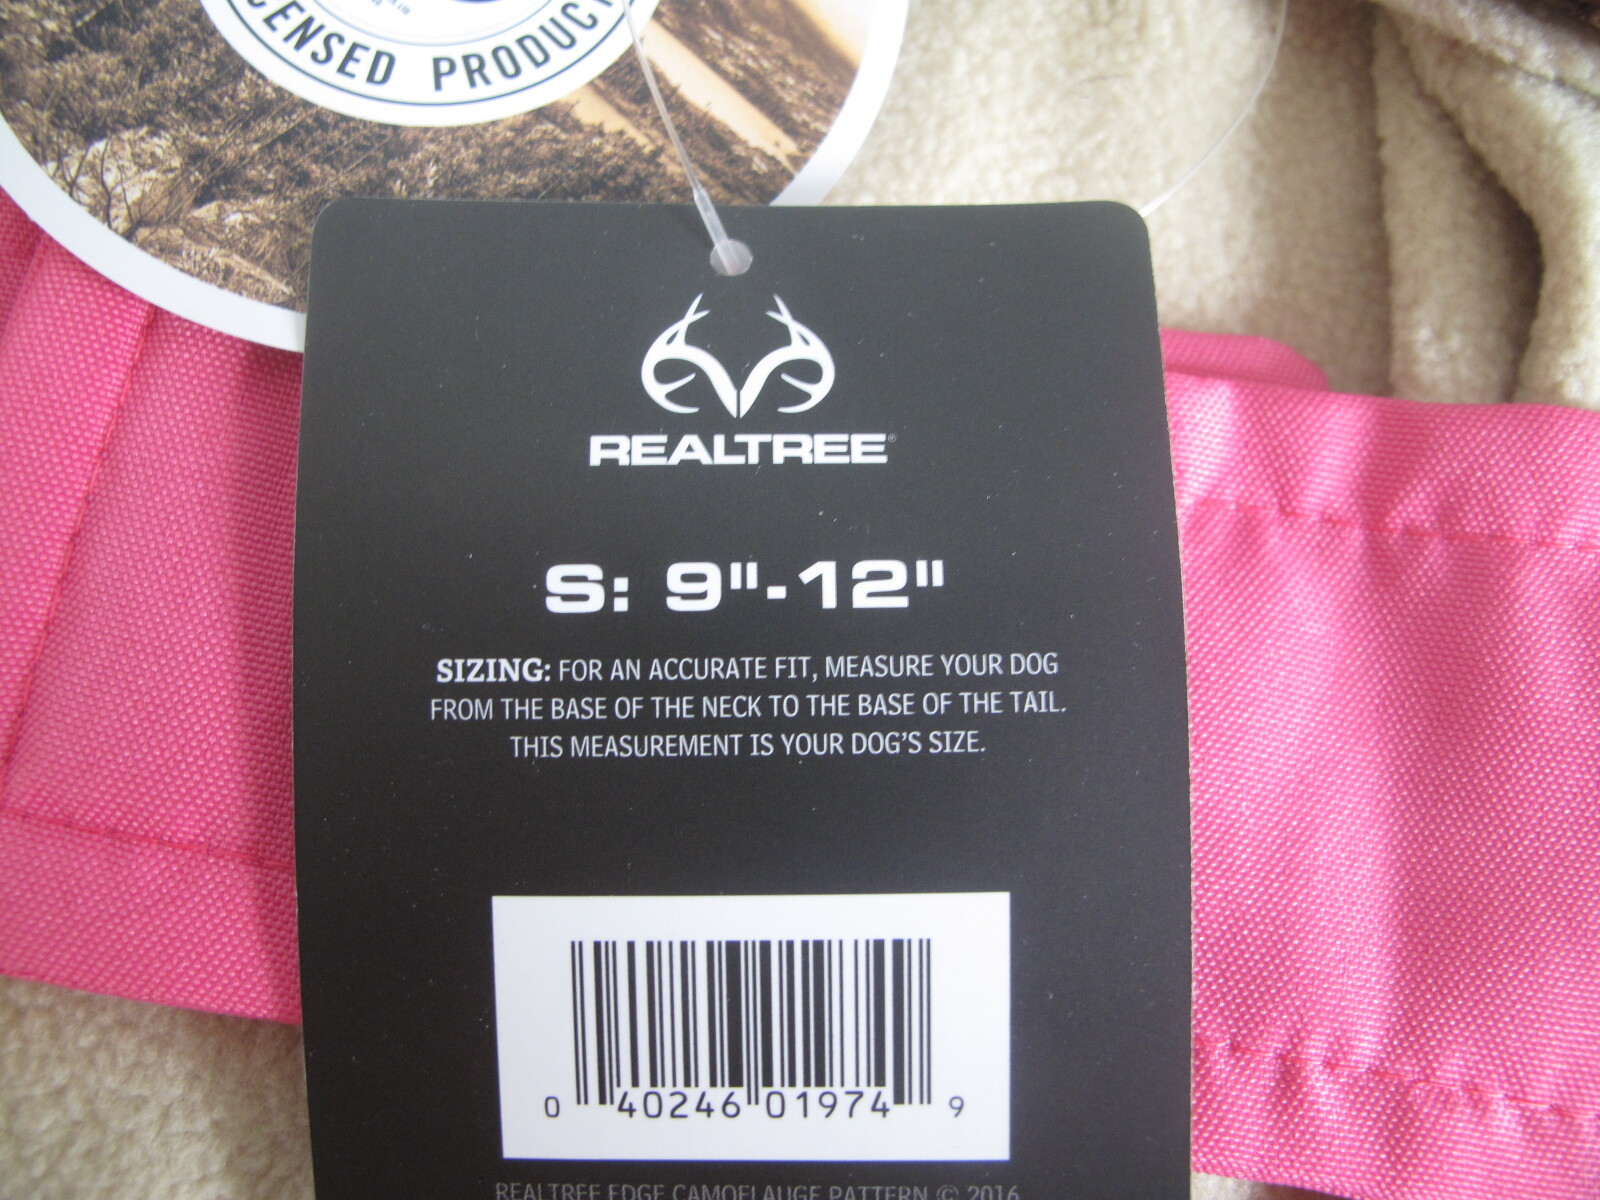 LICENSED PRODUCT
REALTREE®
S: 9"-12"
SIZING: FOR AN ACCURATE FIT, MEASURE YOUR DOG
FROM THE BASE OF THE NECK TO THE BASE OF THE TAIL.
THIS MEASUREMENT IS YOUR DOG'S SIZE.
0 40246 01974 9
REALTREE EDGE CAMOFLAUGE PATTERN © 2016